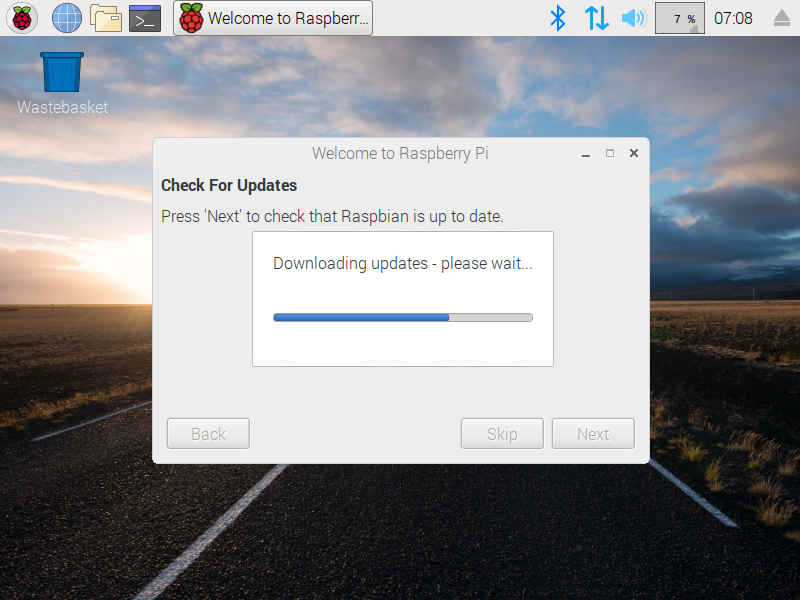 Welcome to Raspberr...
7 %
07:08
Wastebasket
Welcome to Raspberry Pi
Check For Updates
Press 'Next' to check that Raspbian is up to date.
Downloading updates - please wait...
Back
Skip
Next